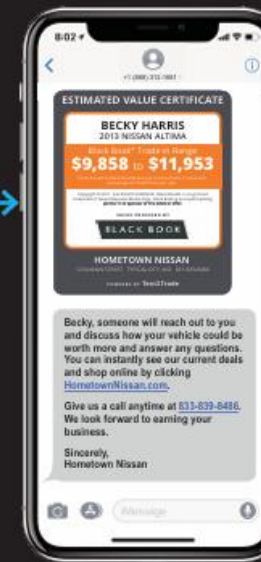 8:02
ESTIMATED VALUE CERTIFICATE
BECKY HARRIS
2013 NISSAN ALTIMA
Black Book® Trade-in Range
$9,858 to $11,953
VALUES PROVIDED BY
BLACK BOOK
HOMETOWN NISSAN
POWERED BY Text2Trade
Becky, someone will reach out to you
and discuss how your vehicle could be
worth more and answer any questions.
You can instantly see our current deals
and shop online by clicking
HometownNissan.com.
Give us a call anytime at 833-839-8486.
We look forward to earning your
business.
Sincerely,
Hometown Nissan
iMessage